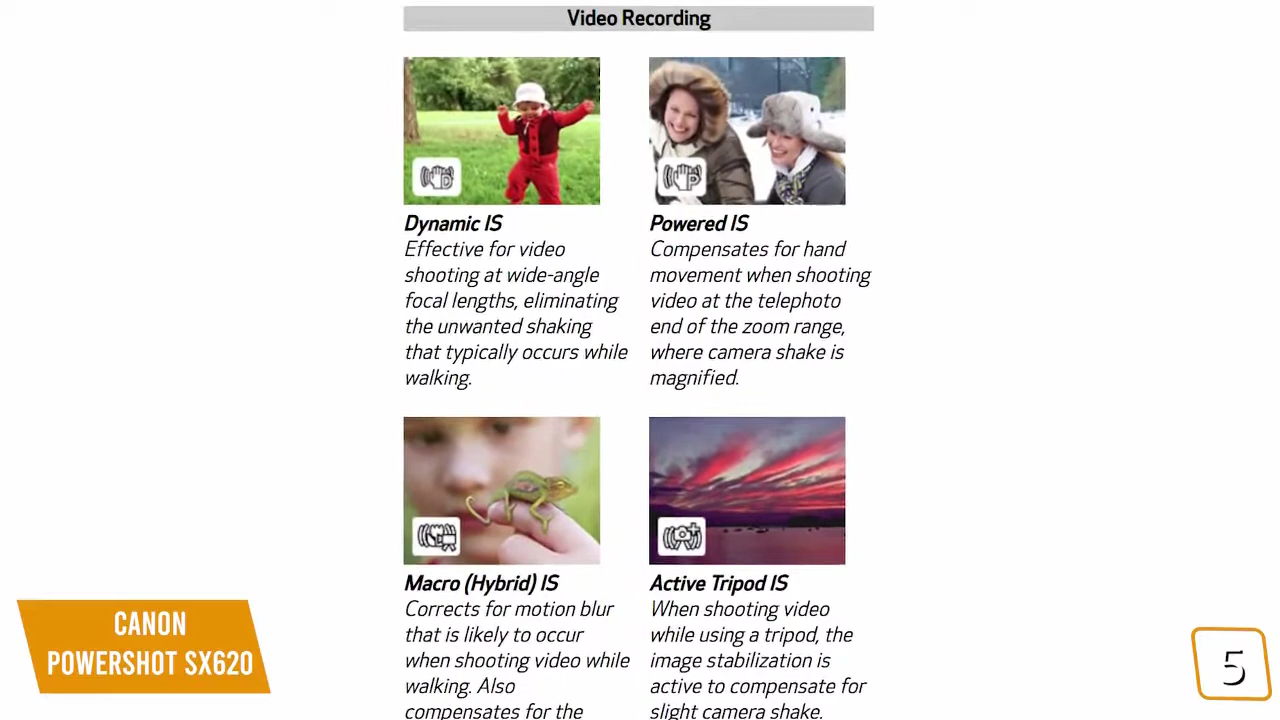 Video Recording
Dynamic IS
Effective for video
shooting at wide-angle
focal lengths, eliminating
the unwanted shaking
that typically occurs while
walking.
Powered IS
Compensates for hand
movement when shooting
video at the telephoto
end of the zoom range,
where camera shake is
magnified.
Macro (Hybrid) IS
Corrects for motion blur
that is likely to occur
when shooting video while
walking. Also
compensates for the
Active Tripod IS
When shooting video
while using a tripod, the
image stabilization is
active to compensate for
slight camera shake.
CANON
POWERSHOT SX620
5
D
P